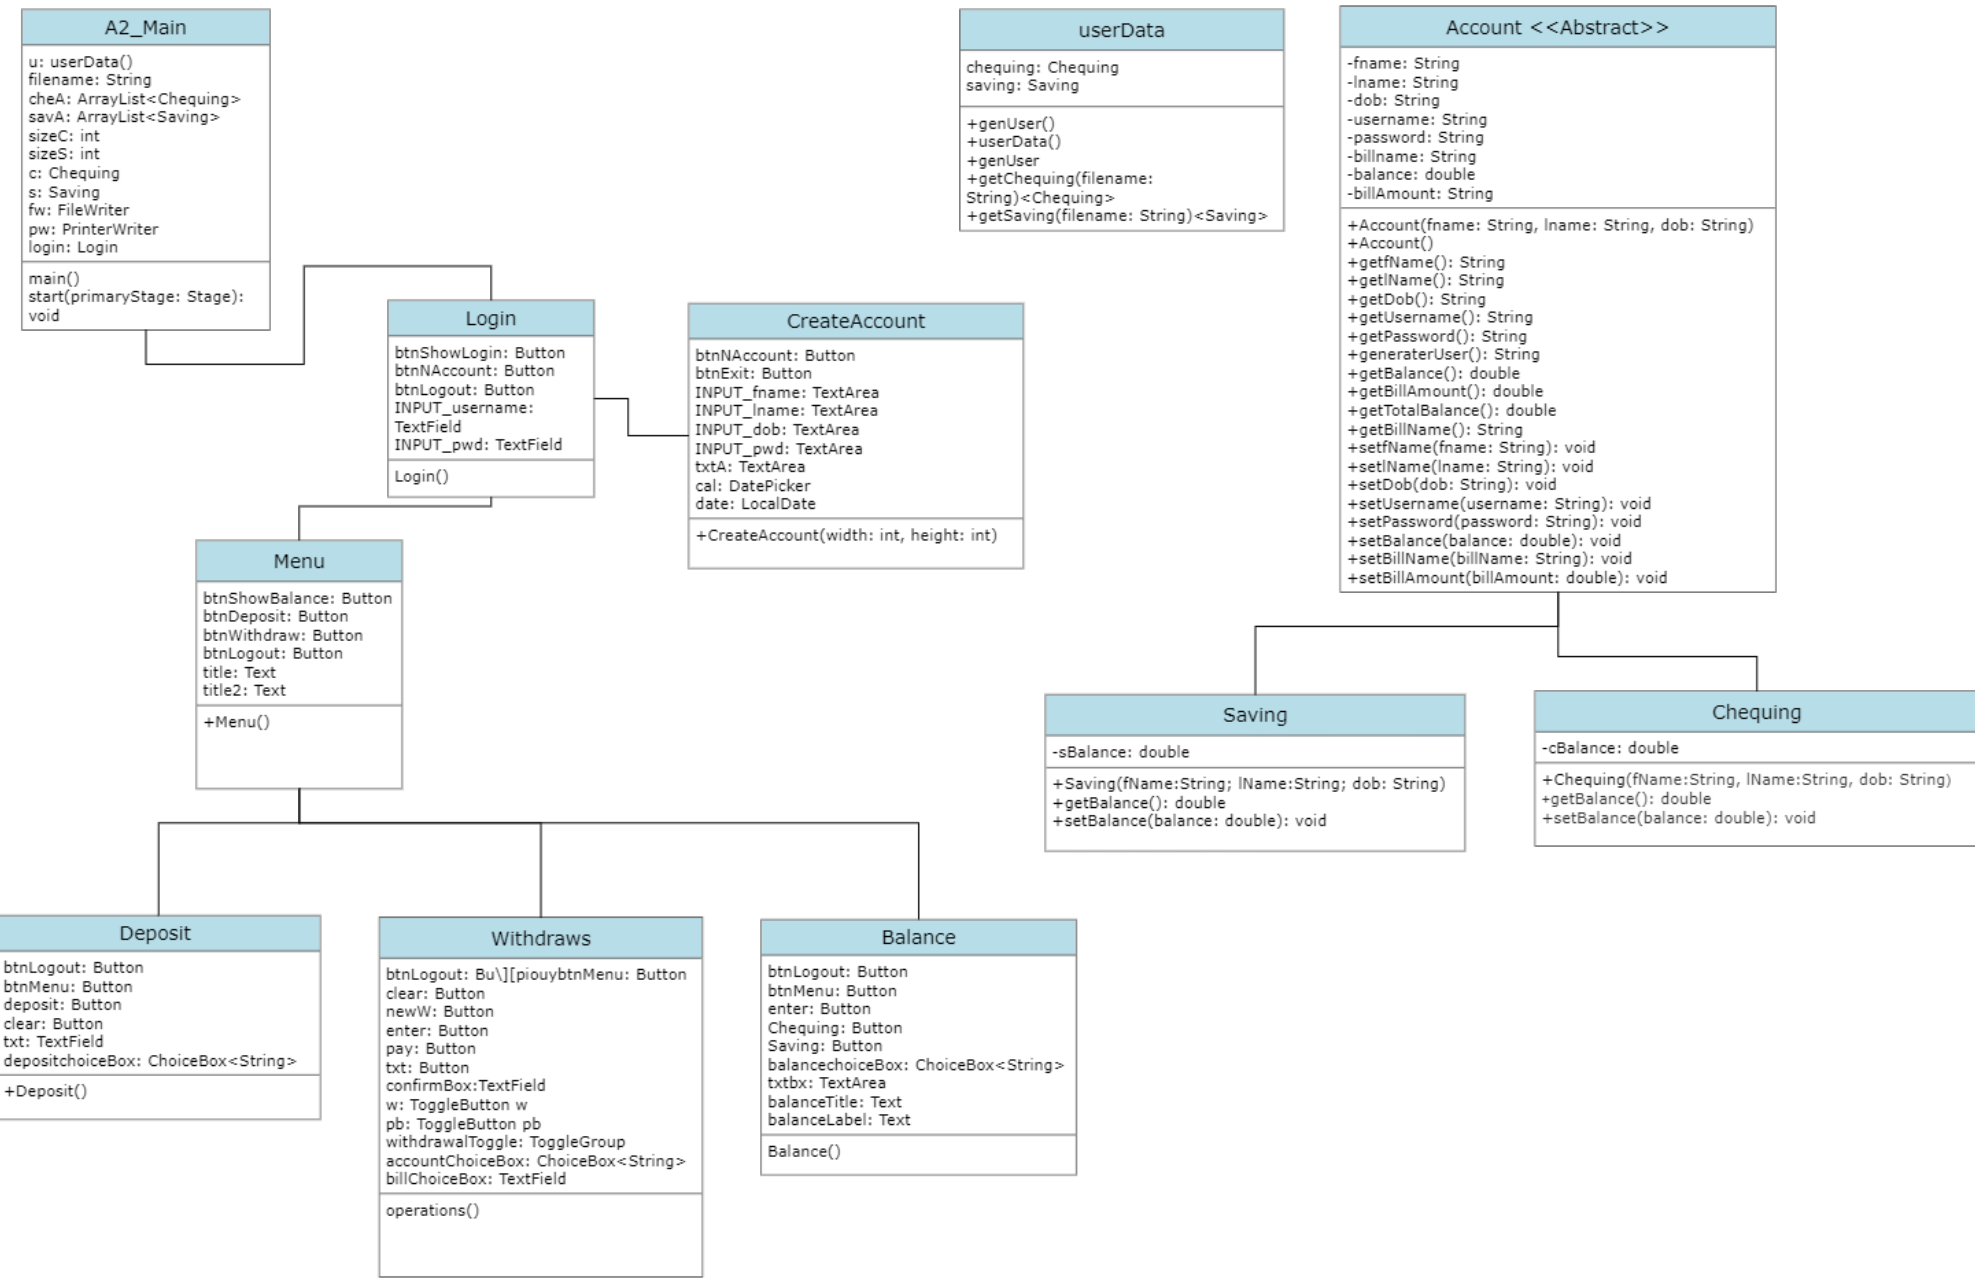 A2_Main
u: userData()
filename: String
cheA: ArrayList<Chequing>
savA: ArrayList<Saving>
sizeC: int
sizeS: int
c: Chequing
s: Saving
fw: FileWriter
pw: PrinterWriter
login: Login
main()
start(primaryStage: Stage):
void
userData
chequing: Chequing
saving: Saving
+genUser()
+userData()
+genUser
+getChequing(filename:
String)<Chequing>
+getSaving(filename: String)<Saving>
Account <<Abstract>>
-fname: String
-lname: String
-dob: String
-username: String
-password: String
-billname: String
-balance: double
-billAmount: String
+Account(fname: String, lname: String, dob: String)
+Account()
+getfName(): String
+getlName(): String
+getDob(): String
+getUsername(): String
+getPassword(): String
+generaterUser(): String
+getBalance(): double
+getBillAmount(): double
+getTotalBalance(): double
+getBillName(): String
+setfName(fname: String): void
+setlName(lname: String): void
+setDob(dob: String): void
+setUsername(username: String): void
+setPassword(password: String): void
+setBalance(balance: double): void
+setBillName(billName: String): void
+setBillAmount(billAmount: double): void
Login
btnShowLogin: Button
btnNAccount: Button
btnLogout: Button
INPUT_username:
TextField
INPUT_pwd: TextField
Login()
CreateAccount
btnNAccount: Button
btnExit: Button
INPUT_fname: TextArea
INPUT_lname: TextArea
INPUT_dob: TextArea
INPUT_pwd: TextArea
txtA: TextArea
cal: DatePicker
date: LocalDate
+CreateAccount(width: int, height: int)
Menu
btnShowBalance: Button
btnDeposit: Button
btnWithdraw: Button
btnLogout: Button
title: Text
title2: Text
+Menu()
Saving
-sBalance: double
+Saving(fName:String; lName:String; dob: String)
+getBalance(): double
+setBalance(balance: double): void
Chequing
-cBalance: double
+Chequing(fName:String, lName:String, dob: String)
+getBalance(): double
+setBalance(balance: double): void
Deposit
btnLogout: Button
btnMenu: Button
deposit: Button
clear: Button
txt: TextField
depositchoiceBox: ChoiceBox<String>
+Deposit()
Withdraws
btnLogout: Bu\][piouybtnMenu: Button
clear: Button
newW: Button
enter: Button
pay: Button
txt: Button
confirmBox:TextField
w: ToggleButton w
pb: ToggleButton pb
withdrawalToggle: ToggleGroup
accountChoiceBox: ChoiceBox<String>
billChoiceBox: TextField
operations()
Balance
btnLogout: Button
btnMenu: Button
enter: Button
Chequing: Button
Saving: Button
balancechoiceBox: ChoiceBox<String>
txtbx: TextArea
balanceTitle: Text
balanceLabel: Text
Balance()